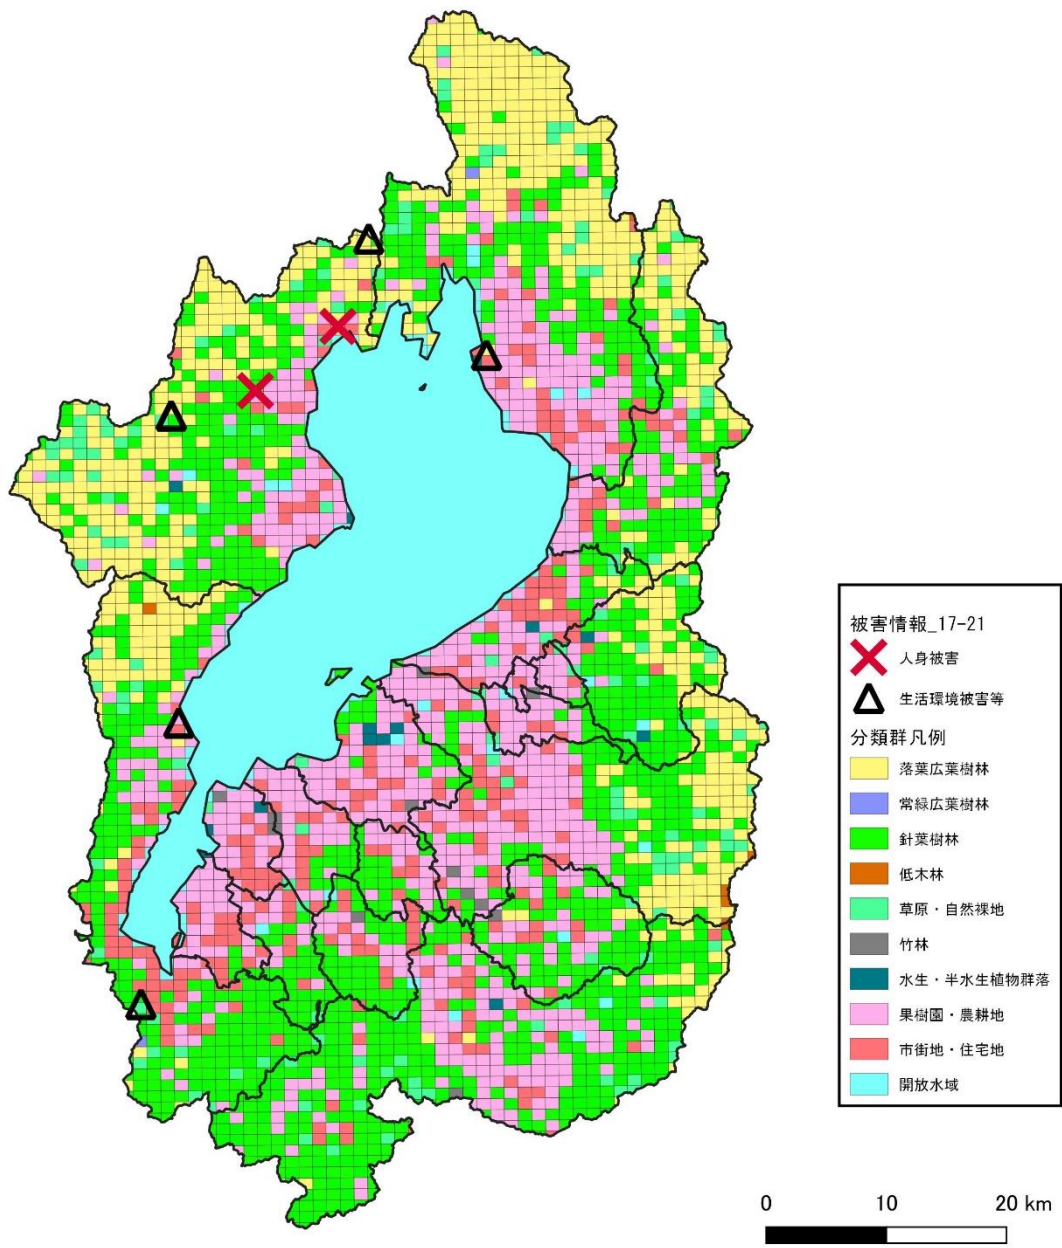 被害情報_17-21
人身被害
生活環境被害等
分類群凡例
落葉広葉樹林
常緑広葉樹林
針葉樹林
低木林
草原・自然裸地
竹林
水生・半水生植物群落
果樹園・農耕地
市街地・住宅地
開放水域
0 10 20 km